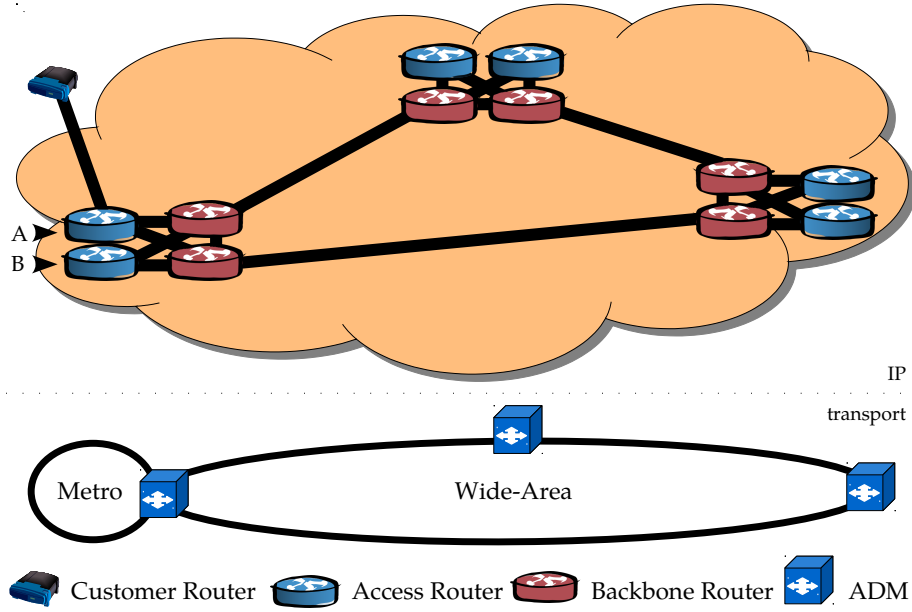 A
B
IP
transport
Metro
Wide-Area
Customer Router
Access Router
Backbone Router
ADM